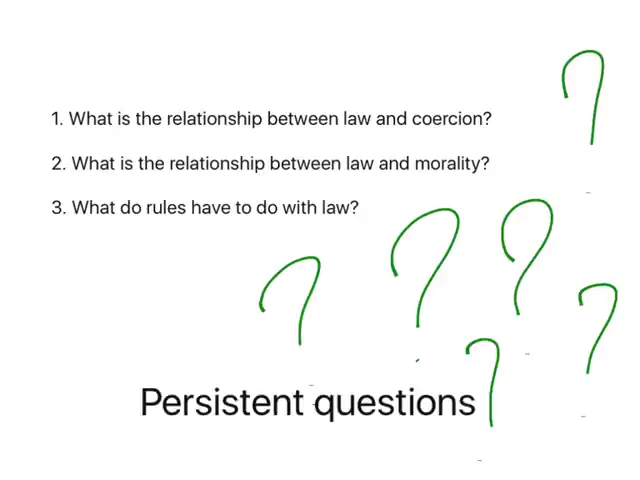 1. What is the relationship between law and coercion?
2. What is the relationship between law and morality?
3. What do rules have to do with law?
? ? ? ? ? ?
Persistent questions